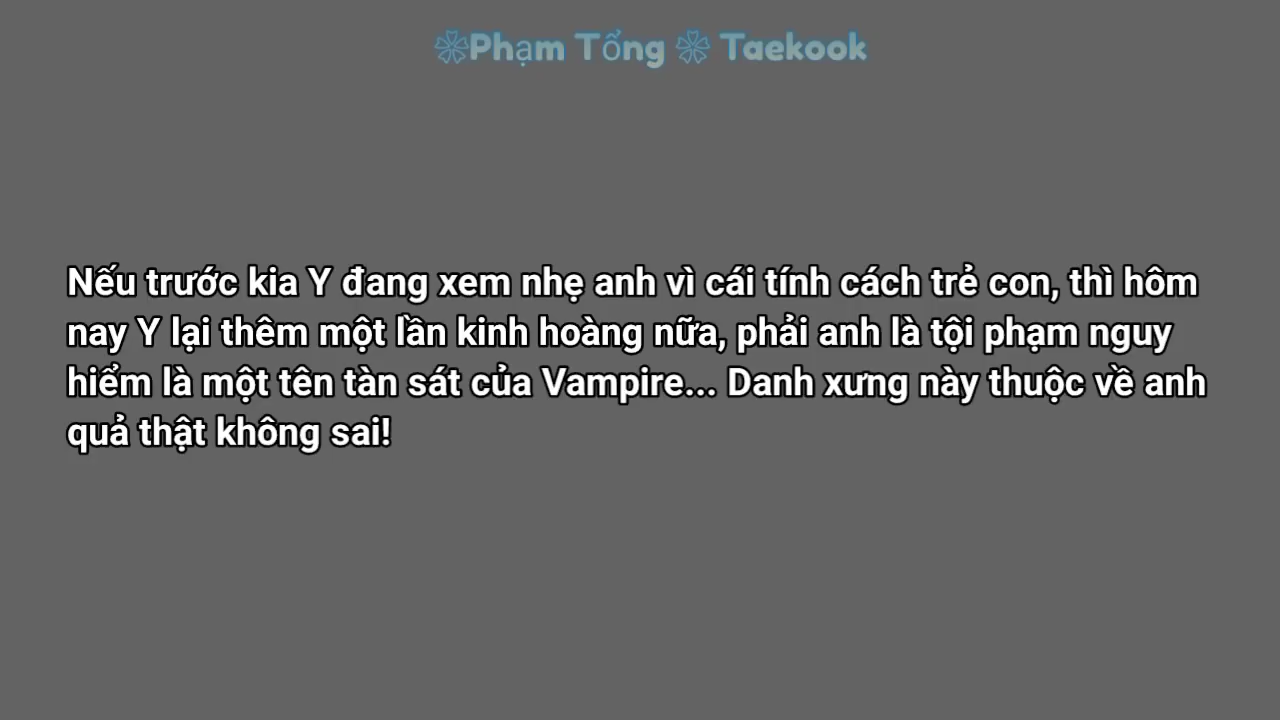 ❀Phạm Tổng ❀ Taekook
Nếu trước kia Y đang xem nhẹ anh vì cái tính cách trẻ con, thì hôm
nay Y lại thêm một lần kinh hoàng nữa, phải anh là tội phạm nguy
hiểm là một tên tàn sát của Vampire... Danh xưng này thuộc về anh
quả thật không sai!